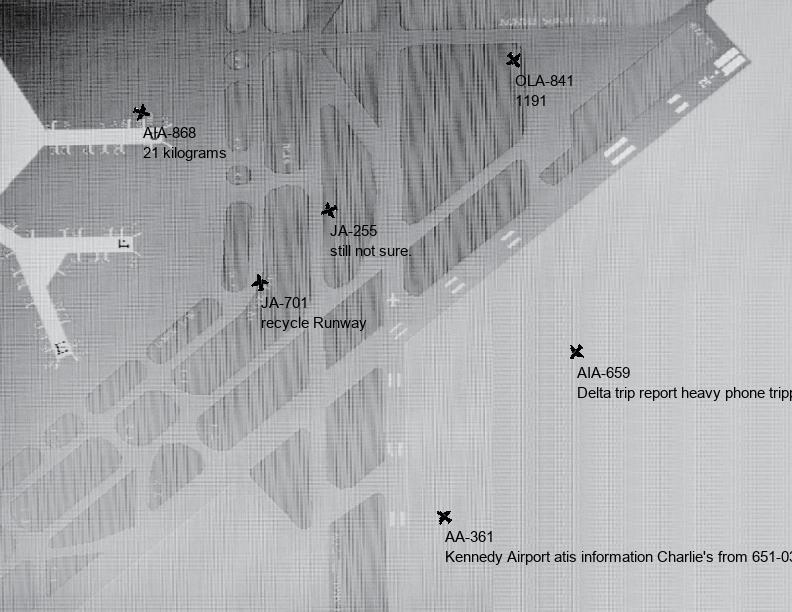 OLA-841
1191
AIA-868
21 kilograms
JA-255
still not sure.
JA-701
recycle Runway
AIA-659
Delta trip report heavy phone tripp
AA-361
Kennedy Airport atis information Charlie's from 651-03